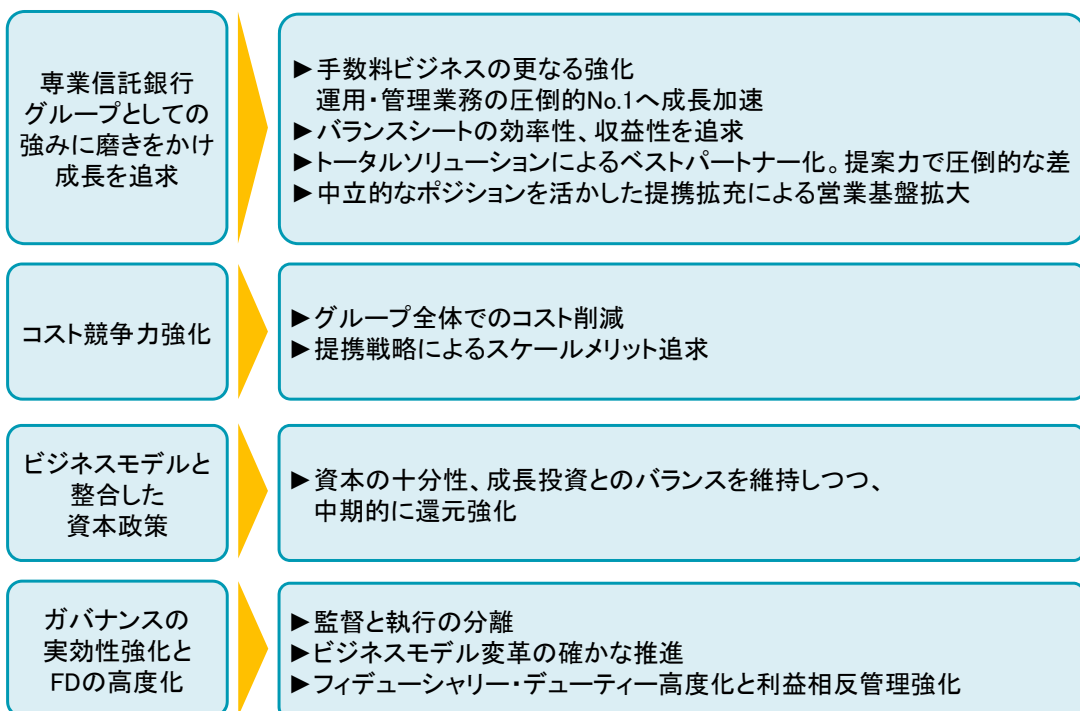 専業信託銀行
グループとしての
強みに磨きをかけ
成長を追求
►手数料ビジネスの更なる強化
運用・管理業務の圧倒的No.1へ成長加速
►バランスシートの効率性、収益性を追求
►トータルソリューションによるベストパートナー化。提案力で圧倒的な差
►中立的なポジションを活かした提携拡充による営業基盤拡大
コスト競争力強化
►グループ全体でのコスト削減
►提携戦略によるスケールメリット追求
ビジネスモデルと
整合した
資本政策
►資本の十分性、成長投資とのバランスを維持しつつ、
中期的に還元強化
ガバナンスの
実効性強化と
FDの高度化
►監督と執行の分離
►ビジネスモデル変革の確かな推進
►フィデューシャリー・デューティー高度化と利益相反管理強化